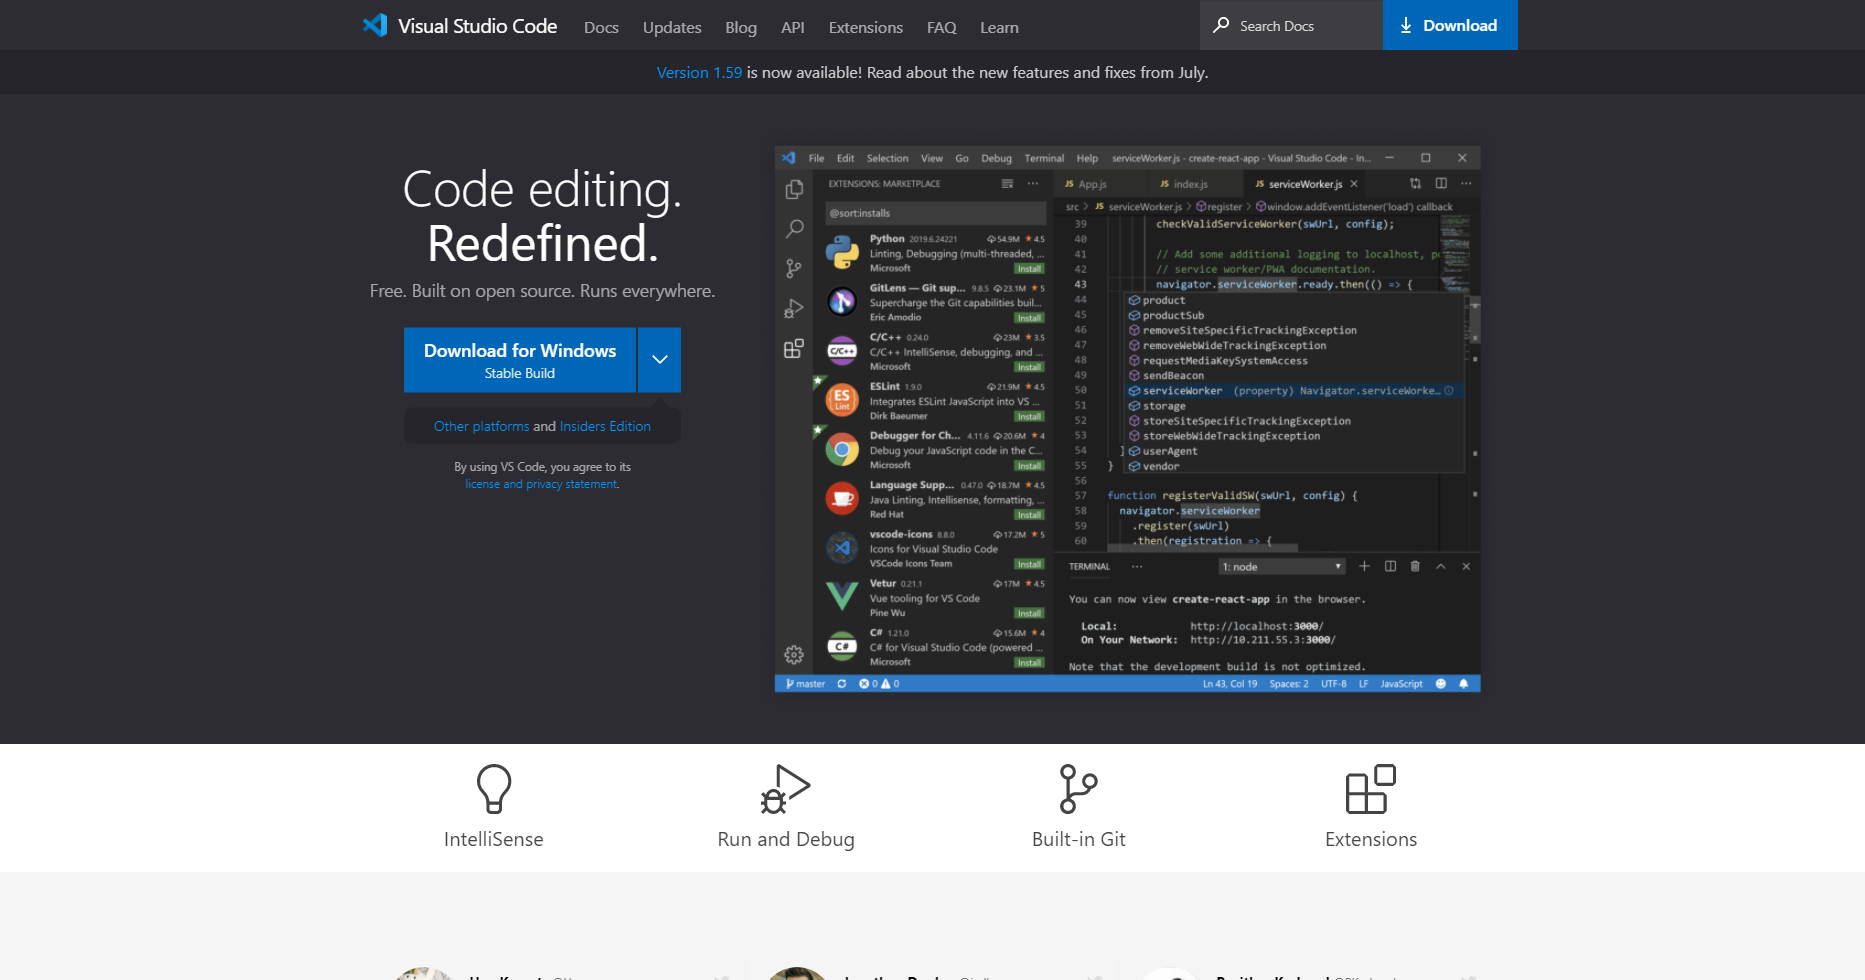 Visual Studio Code Docs Updates Blog API Extensions FAQ Learn Search Docs Download
Version 1.59 is now available! Read about the new features and fixes from July.
Code editing.
Redefined.
Free. Built on open source. Runs everywhere.
Download for Windows
Stable Build
Other platforms and Insiders Edition
By using VS Code, you agree to its
license and privacy statement.
File Edit Selection View Go Debug Terminal Help serviceWorker.js - create-react-app - Visual Studio Code - In...
EXTENSIONS: MARKETPLACE
@sort:installs
Python 2019.6.24221 54.9M 4.5
Linting, Debugging (multi-threaded, ...
Microsoft Install
GitLens — Git sup... 9.8.5 23.1M 5
Supercharge the Git capabilities buil...
Eric Amodio Install
C/C++
C/C++ 0.24.0 23M 3.5
C/C++ IntelliSense, debugging, and ...
Microsoft Install
ES
Lint
ESLint 1.9.0 21.9M 4.5
Integrates ESLint JavaScript into VS ...
Dirk Baeumer Install
Debugger for Ch... 4.11.6 20.6M 4
Debug your JavaScript code in the C...
Microsoft Install
Language Supp... 0.47.0 18.7M 4.5
Java Linting, Intellisense, formatting, ...
Red Hat Install
vscode-icons 8.8.0 17.2M 5
Icons for Visual Studio Code
VSCode Icons Team Install
Vetur 0.21.1 17M 4.5
Vue tooling for VS Code
Pine Wu Install
C#
C# 1.21.0 15.6M 4
C# for Visual Studio Code (powered ...
Microsoft Install
JS App.js JS index.js JS serviceWorker.js
src > JS serviceWorker.js > register > window.addEventListener('load') callback
39 checkValidServiceWorker(swUrl, config);
40
41 // Add some additional logging to localhost,
42 // service worker/PWA documentation.
43 navigator.serviceWorker.ready.then(() => {
44 product
45 productSub
46 removeSiteSpecificTrackingException
47 removeWebWideTrackingException
48 requestMediaKeySystemAccess
49 sendBeacon
50 serviceWorker (property) Navigator.serviceWorke...
51 storage
52 storeSiteSpecificTrackingException
53 storeWebWideTrackingException
54 } userAgent
55 } vendor
56
57 function registerValidSW(swUrl, config) {
58 navigator.serviceWorker
59 .register(swUrl)
60 .then(registration => {
TERMINAL ... 1: node
You can now view create-react-app in the browser.
Local: http://localhost:3000/
On Your Network: http://10.211.55.3:3000/
Note that the development build is not optimized.
master 0 0 Ln 43, Col 19 Spaces: 2 UTF-8 LF JavaScript
IntelliSense Run and Debug Built-in Git Extensions